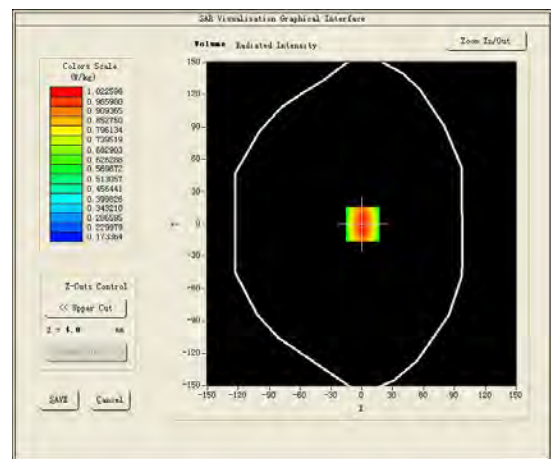 SAR Visualisation Graphical Interface
Volume Radiated Intensity
Zoom In/Out
Colors Scale
(W/kg)
1.022596
0.965980
0.909365
0.852750
0.796134
0.739519
0.682903
0.626288
0.569672
0.513057
0.456441
0.399826
0.343210
0.286595
0.229979
0.173364
Z-Cuts Control
<< Upper Cut
Z = 4.0 mm
SAVE
Cancel
150
120
90
60
30
0
-30
-60
-90
-120
-150
-150 -120 -90 -60 -30 0 30 60 90 120 150
X